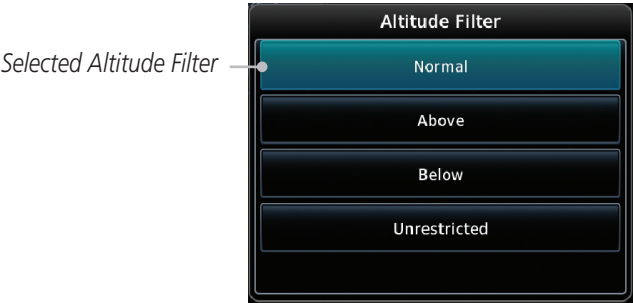 Altitude Filter
Selected Altitude Filter
Normal
Above
Below
Unrestricted